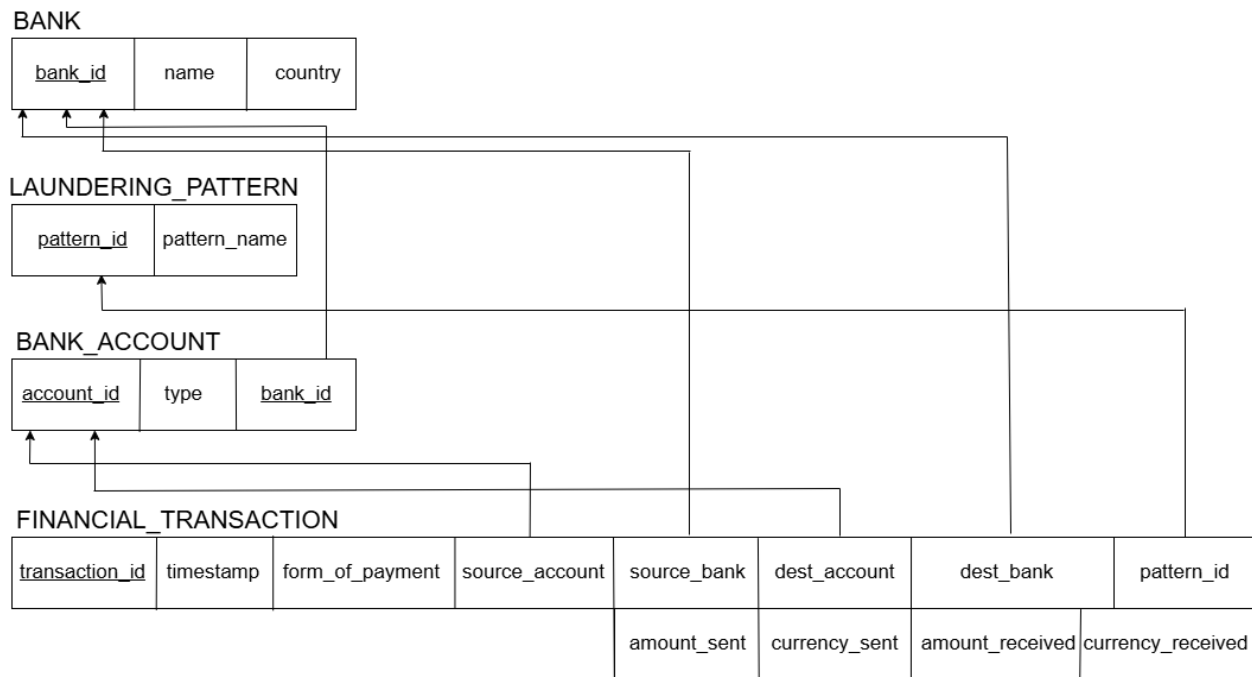 BANK
bank_id name country
LAUNDERING_PATTERN
pattern_id pattern_name
BANK_ACCOUNT
account_id type bank_id
FINANCIAL_TRANSACTION
transaction_id timestamp form_of_payment source_account source_bank dest_account dest_bank pattern_id
amount_sent currency_sent amount_received currency_received